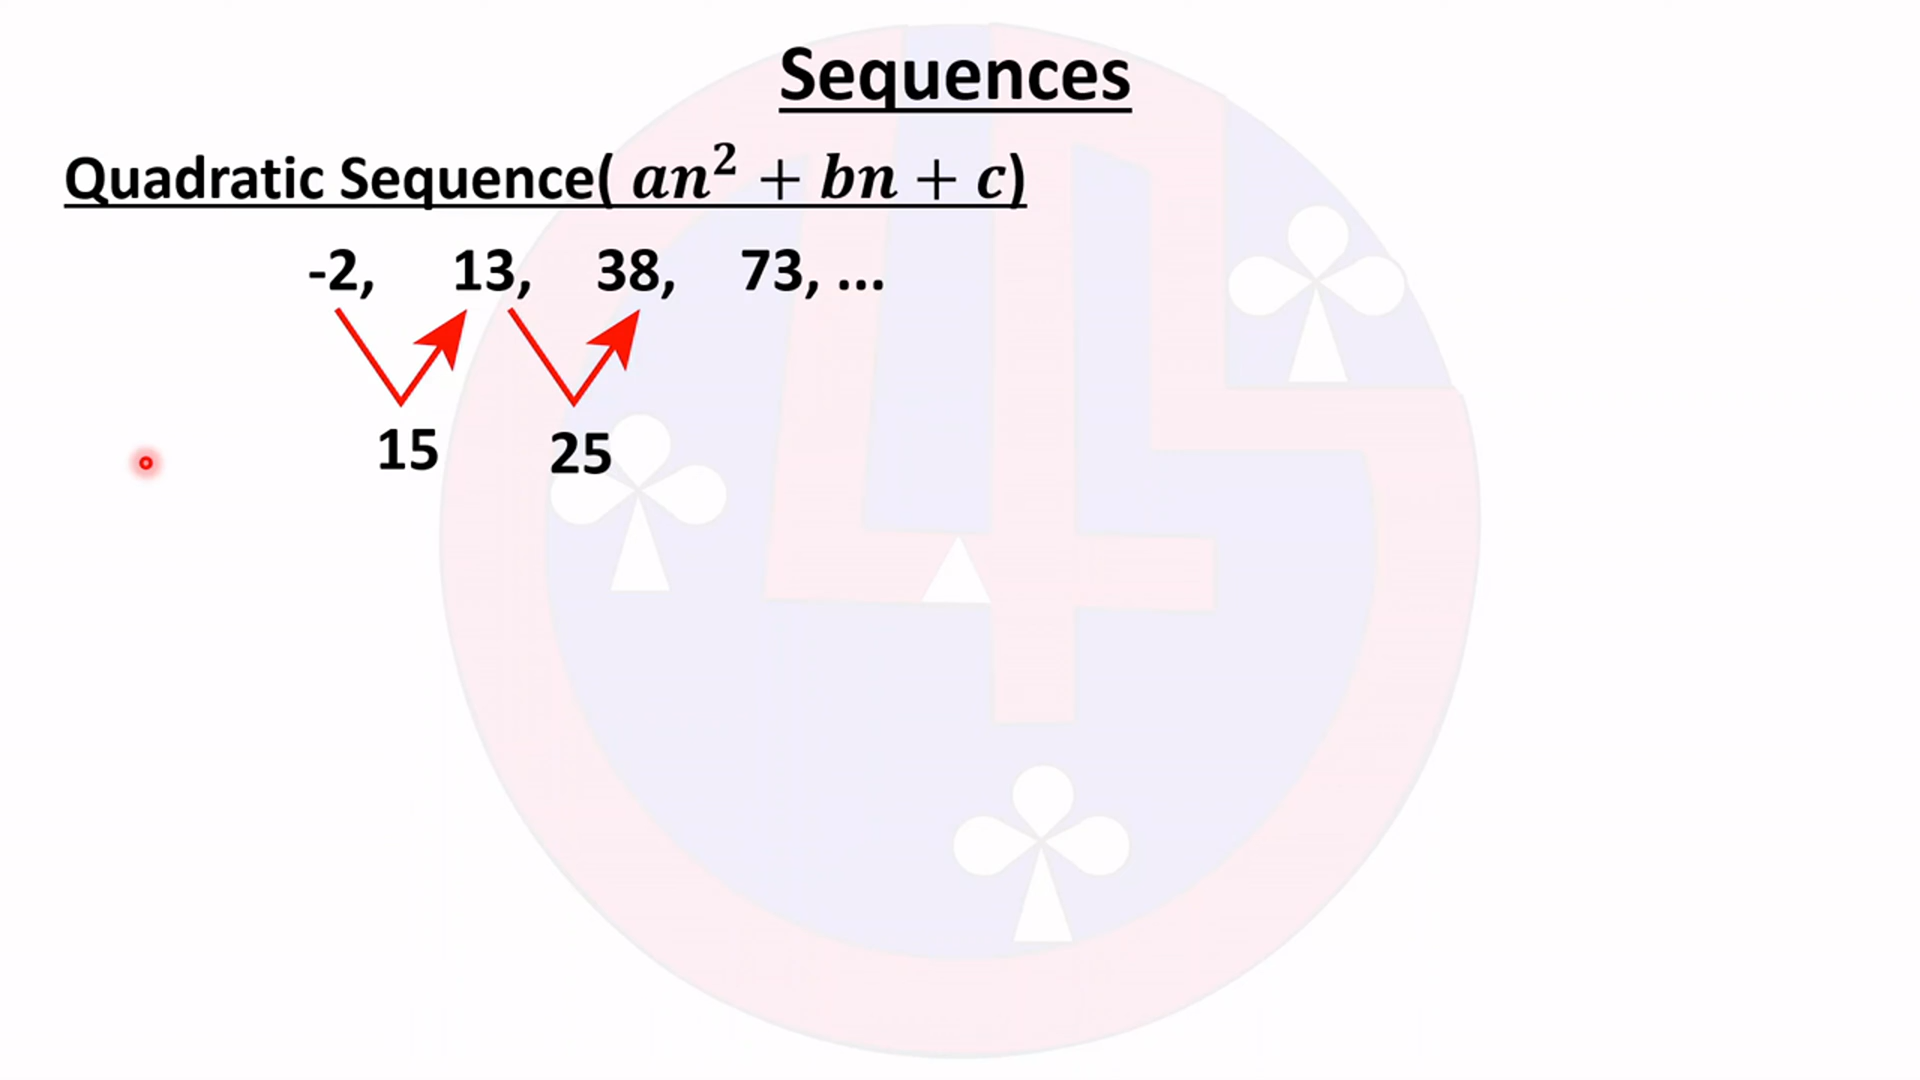 Sequences
Quadratic Sequence( an² + bn + c)
-2, 13, 38, 73, ...
15 25